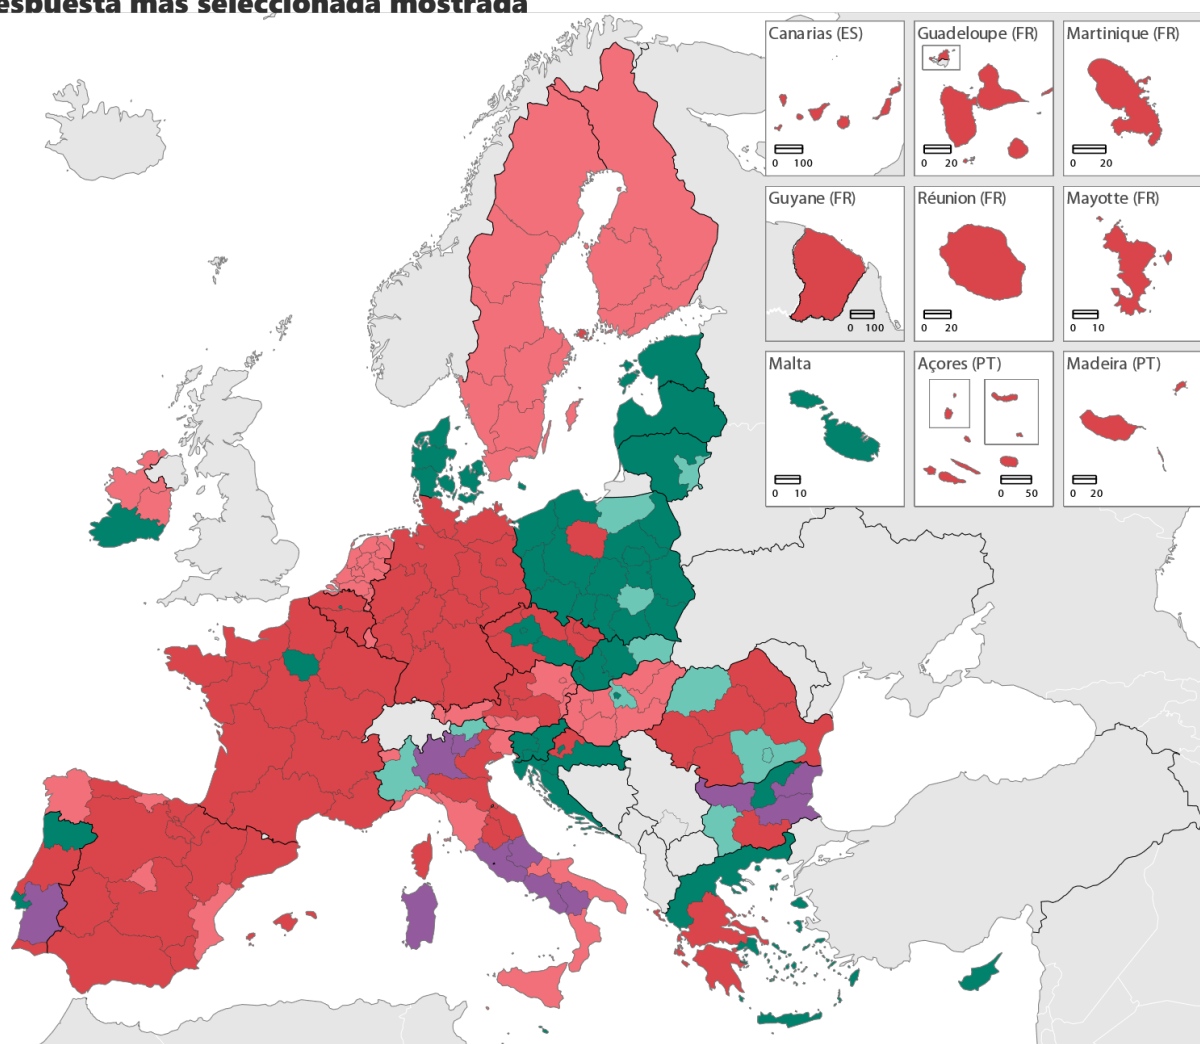 espuesta más seleccionada mostrada
Canarias (ES)
0 100
Guadeloupe (FR)
0 20
Martinique (FR)
0 20
Guyane (FR)
0 100
Réunion (FR)
0 20
Mayotte (FR)
0 10
Malta
0 10
Açores (PT)
0 50
Madeira (PT)
0 20